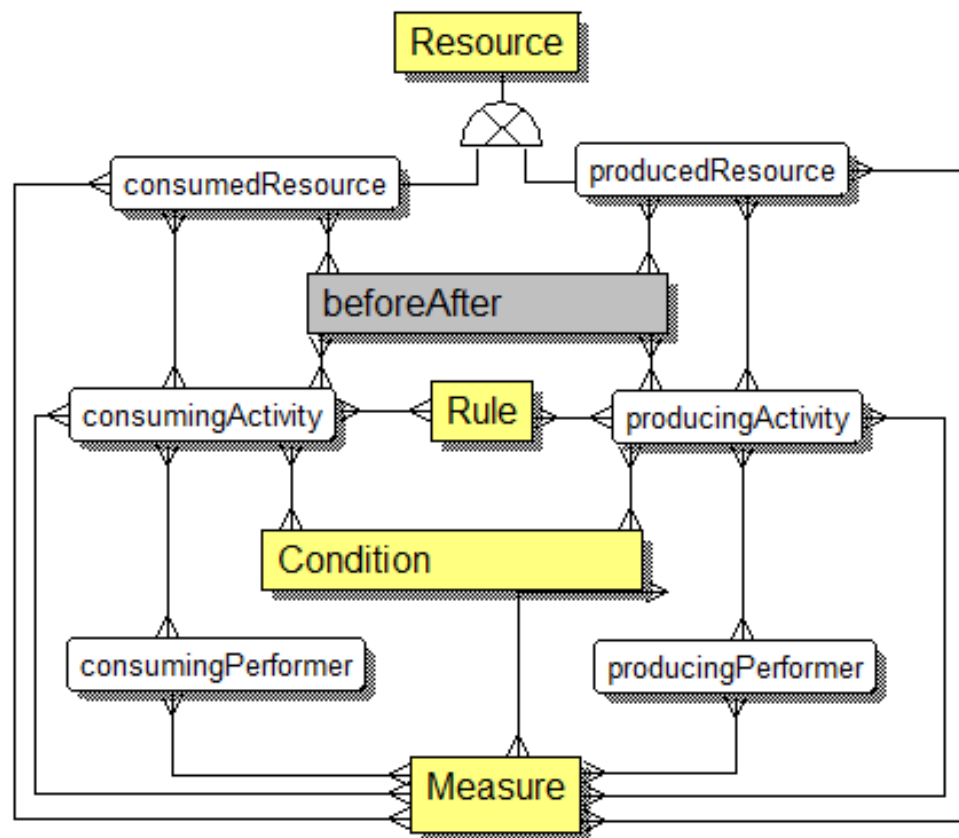 Resource
consumedResource
producedResource
beforeAfter
consumingActivity
Rule
producingActivity
Condition
consumingPerformer
producingPerformer
Measure